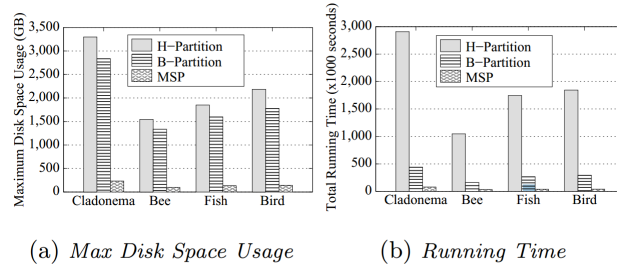 Maximum Disk Space Usage (GB)
3,500
3,000
2,500
2,000
1,500
1,000
500
0
H-Partition
B-Partition
MSP
Cladonema Bee Fish Bird
(a) Max Disk Space Usage
Total Running Time (x1000 seconds)
3,000
2,500
2,000
1,500
1,000
500
0
H-Partition
B-Partition
MSP
Cladonema Bee Fish Bird
(b) Running Time